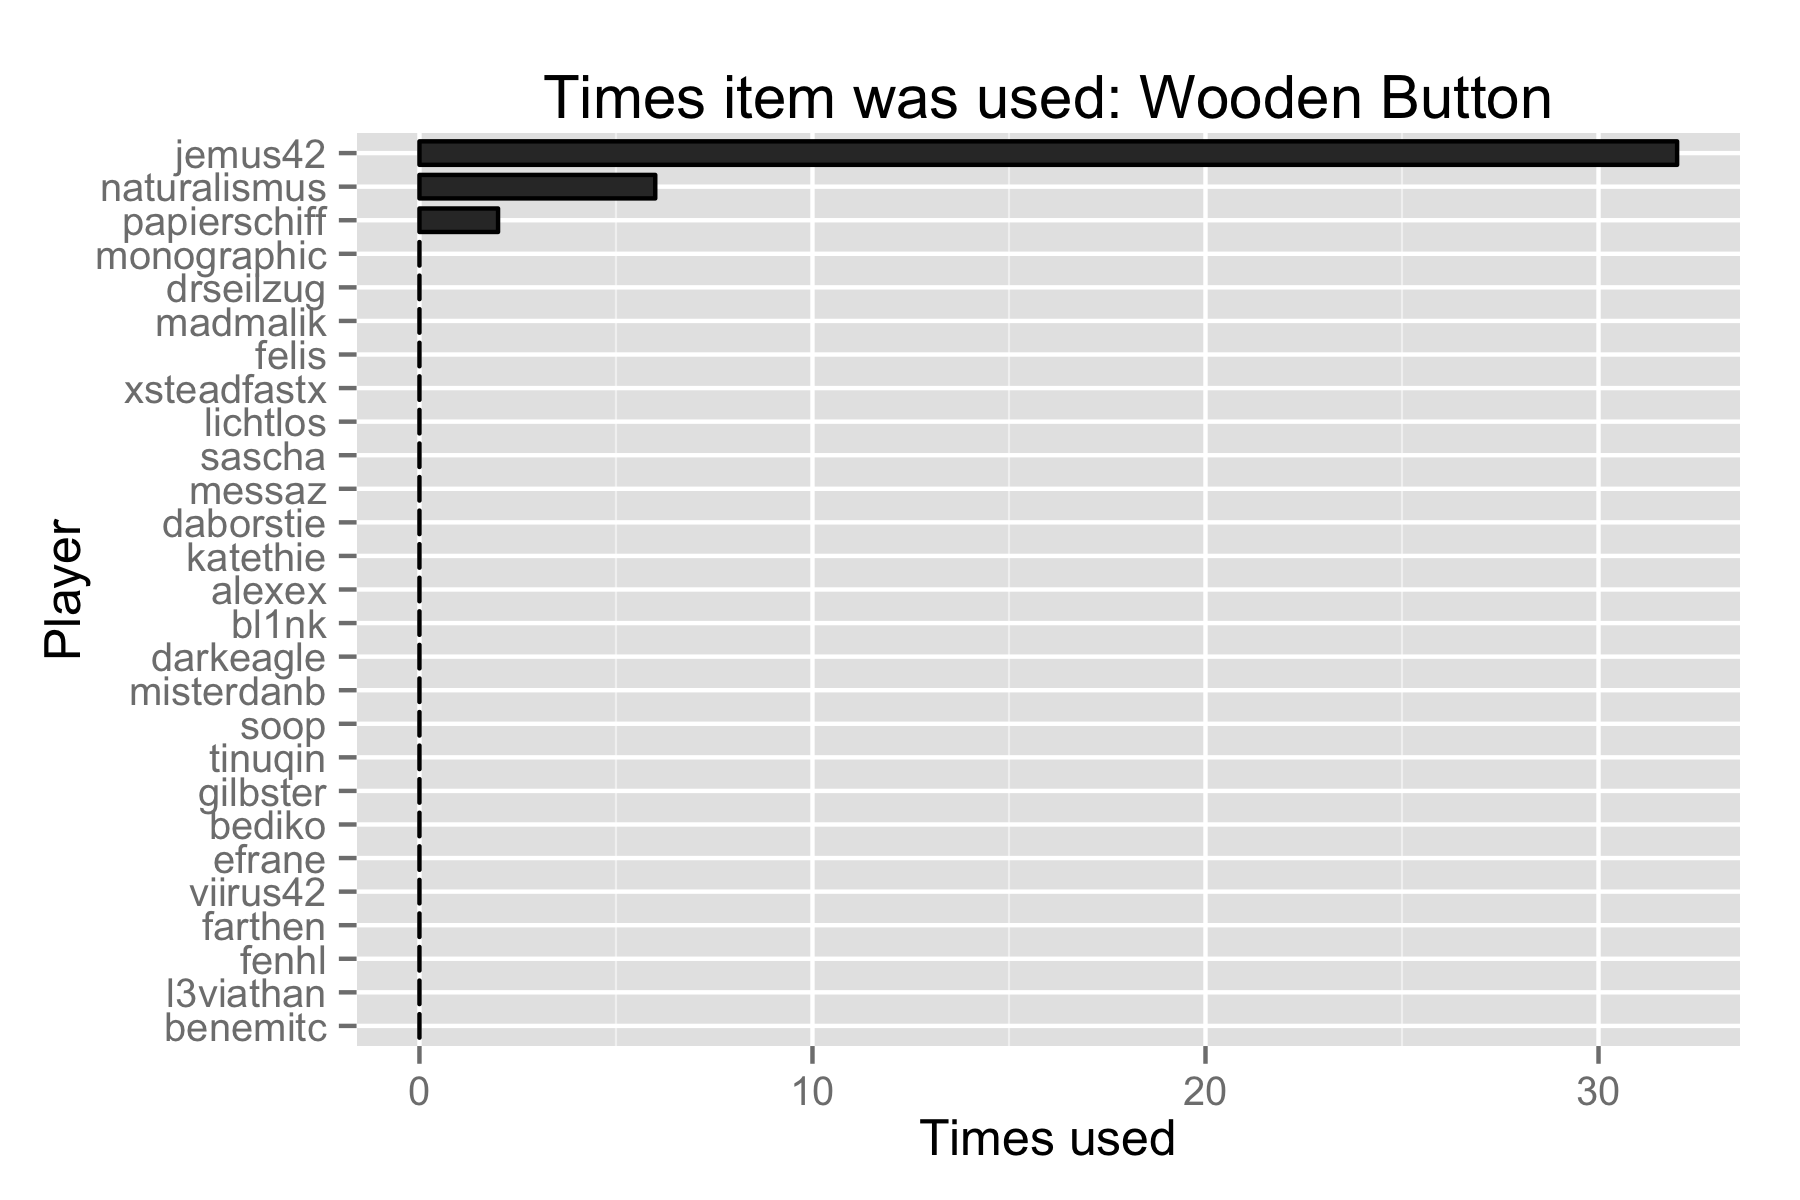 Times item was used: Wooden Button
jemus42
naturalismus
papierschiff
monographic
drseilzug
madmalik
felis
xsteadfastx
lichtlos
sascha
messaz
daborstie
katethie
alexex
bl1nk
darkeagle
misterdanb
soop
tinuqin
gilbster
bediko
efrane
viirus42
farthen
fenhl
l3viathan
benemitc
Player
0 10 20 30
Times used